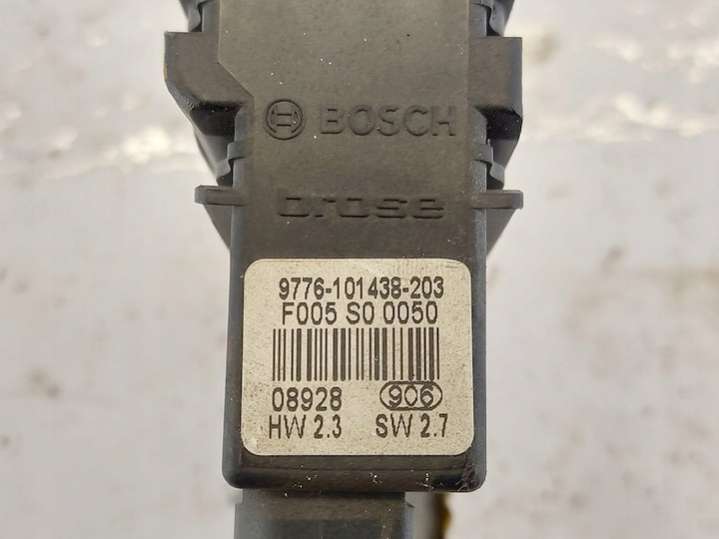 BOSCH
brose
9776-101438-203
F005 S0 0050
08928 906
HW 2.3 SW 2.7